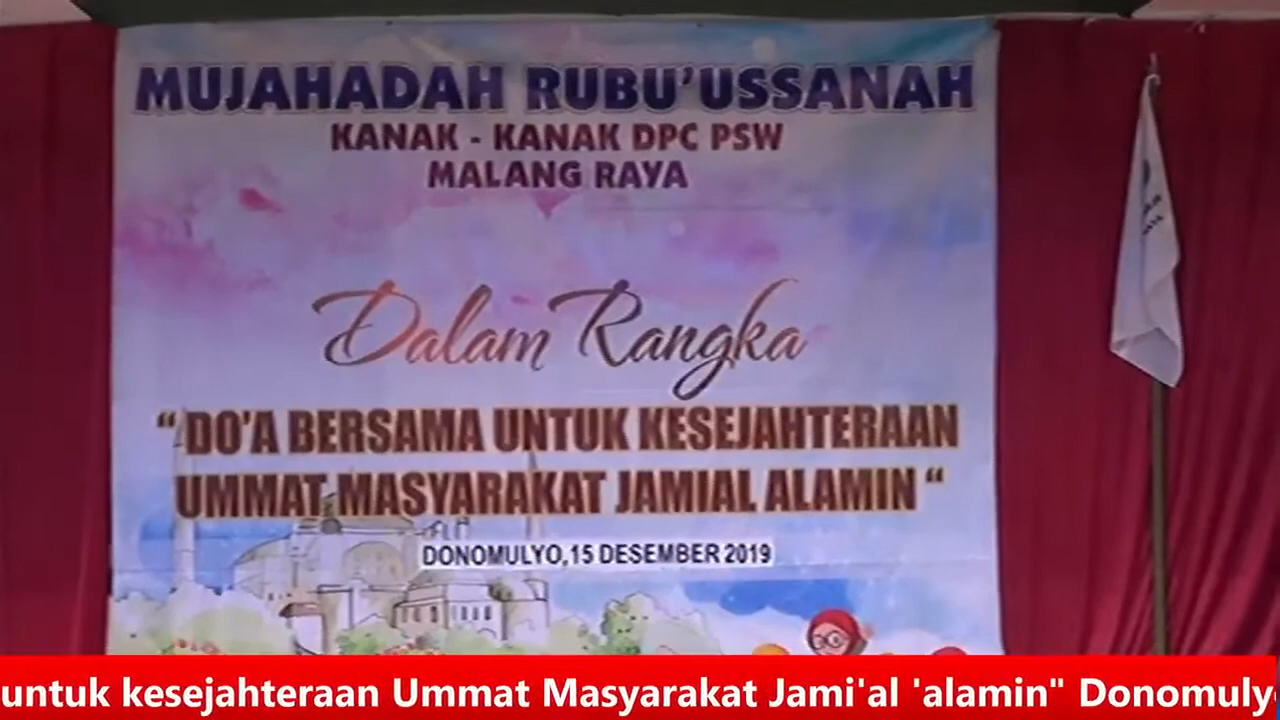 MUJAHADAH RUBU'USSANAH
KANAK - KANAK DPC PSW
MALANG RAYA
Dalam Rangka
“ DO'A BERSAMA UNTUK KESEJAHTERAAN
UMMAT MASYARAKAT JAMIAL ALAMIN “
DONOMULYO,15 DESEMBER 2019
untuk kesejahteraan Ummat Masyarakat Jami'al 'alamin" Donomuly